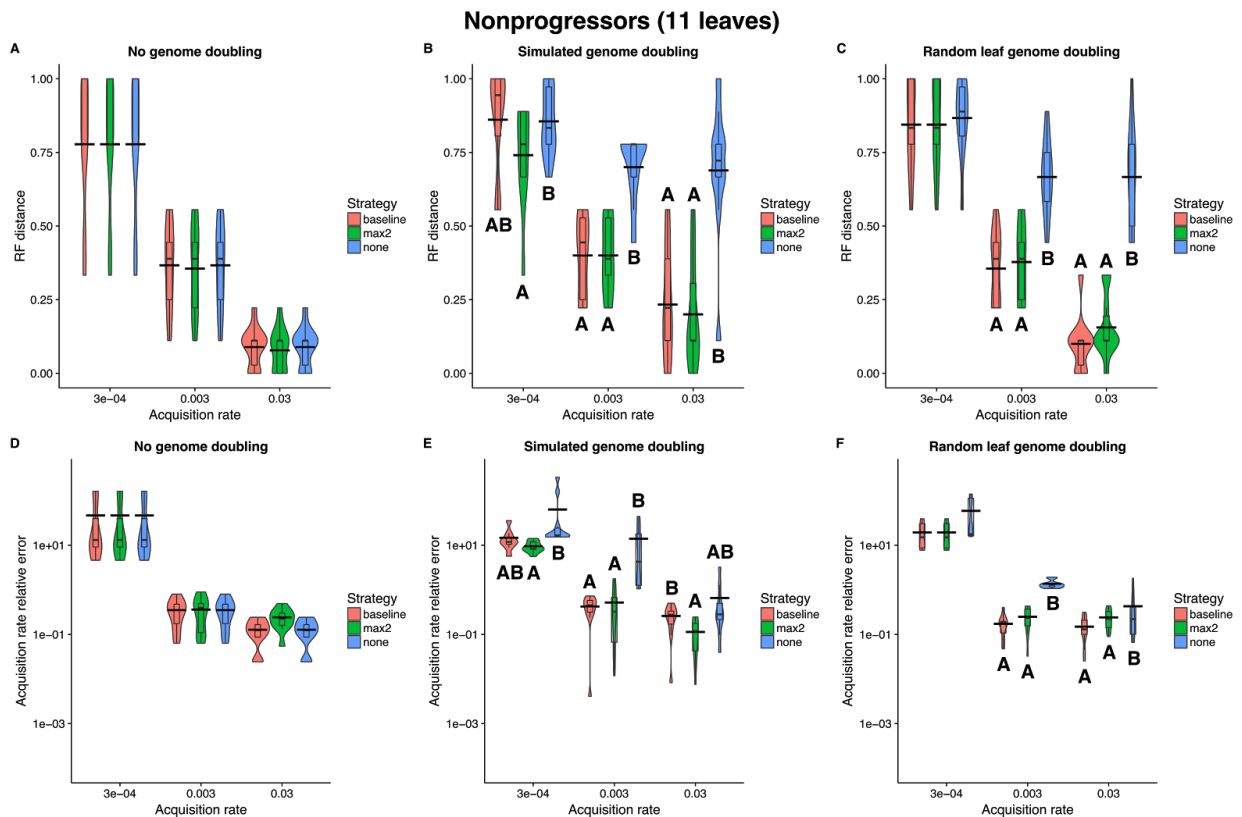 Nonprogressors (11 leaves)
A
No genome doubling
RF distance
1.00
0.75
0.50
0.25
0.00
3e−04
0.003
0.03
Acquisition rate
Strategy
baseline
max2
none
B
Simulated genome doubling
RF distance
1.00
0.75
0.50
0.25
0.00
AB
A
B
A
A
B
A
A
B
3e−04
0.003
0.03
Acquisition rate
Strategy
baseline
max2
none
C
Random leaf genome doubling
RF distance
1.00
0.75
0.50
0.25
0.00
A
A
B
A
A
B
3e−04
0.003
0.03
Acquisition rate
Strategy
baseline
max2
none
D
No genome doubling
Acquisition rate relative error
1e+01
1e−01
1e−03
3e−04
0.003
0.03
Acquisition rate
Strategy
baseline
max2
none
E
Simulated genome doubling
Acquisition rate relative error
1e+01
1e−01
1e−03
AB
A
B
A
A
B
B
A
AB
3e−04
0.003
0.03
Acquisition rate
Strategy
baseline
max2
none
F
Random leaf genome doubling
Acquisition rate relative error
1e+01
1e−01
1e−03
A
A
B
A
A
B
3e−04
0.003
0.03
Acquisition rate
Strategy
baseline
max2
none